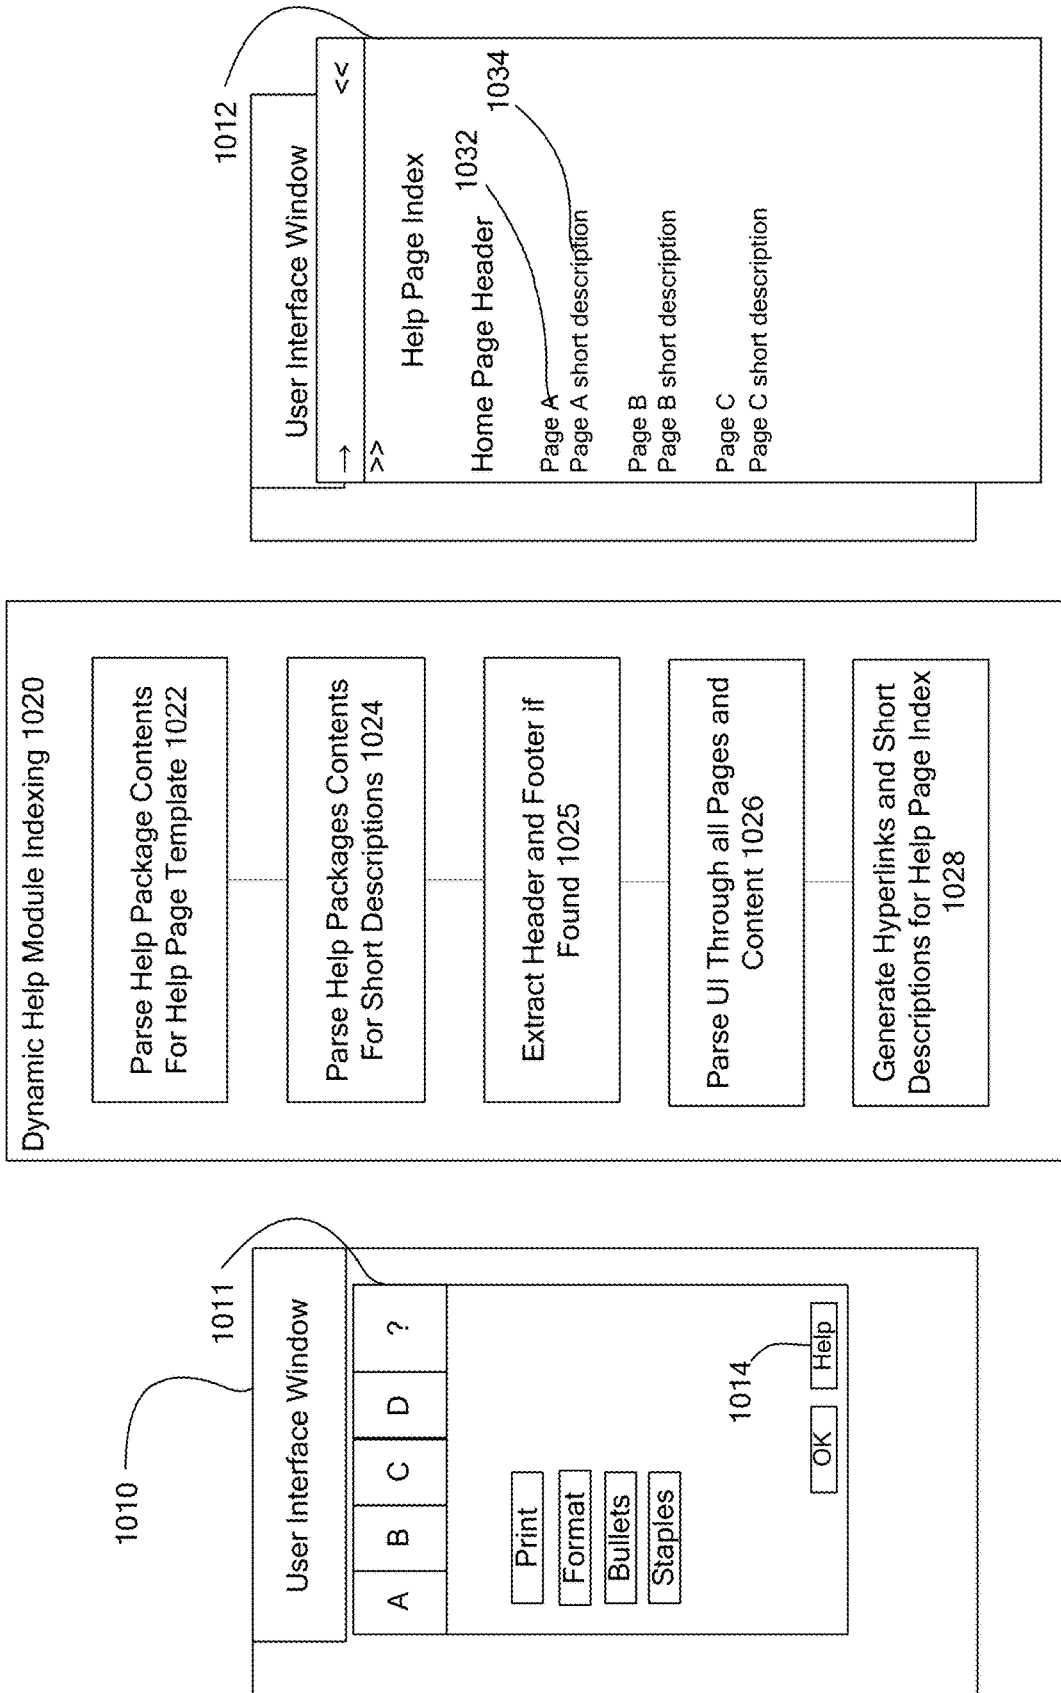 1010
1011
User Interface Window
A B C D ?
Print
Format
Bullets
Staples
1014
OK Help
Dynamic Help Module Indexing 1020
Parse Help Package Contents
For Help Page Template 1022
Parse Help Packages Contents
For Short Descriptions 1024
Extract Header and Footer if
Found 1025
Parse UI Through all Pages and
Content 1026
Generate Hyperlinks and Short
Descriptions for Help Page Index
1028
1012
User Interface Window
→ <<
>>
Help Page Index
Home Page Header
1032
1034
Page A
Page A short description
Page B
Page B short description
Page C
Page C short description